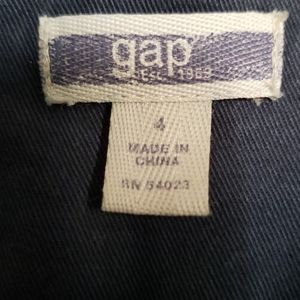 gap
EST. 1969
4
MADE IN
CHINA
RN 54023